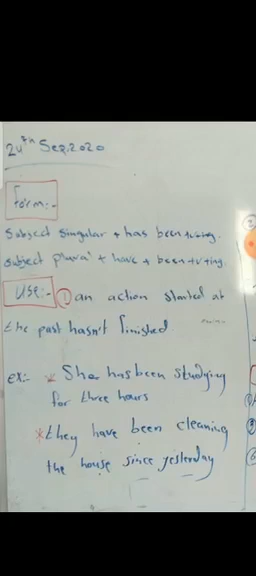 24th Sep.2020
Form:-
Subject Singular + has been +v+ing.
Subject plural + have + been+v+ing
Use:- ① an action started at
the past hasn't finished.
ex:- * She has been studying
for three hours
* they have been cleaning
the house since yesterday